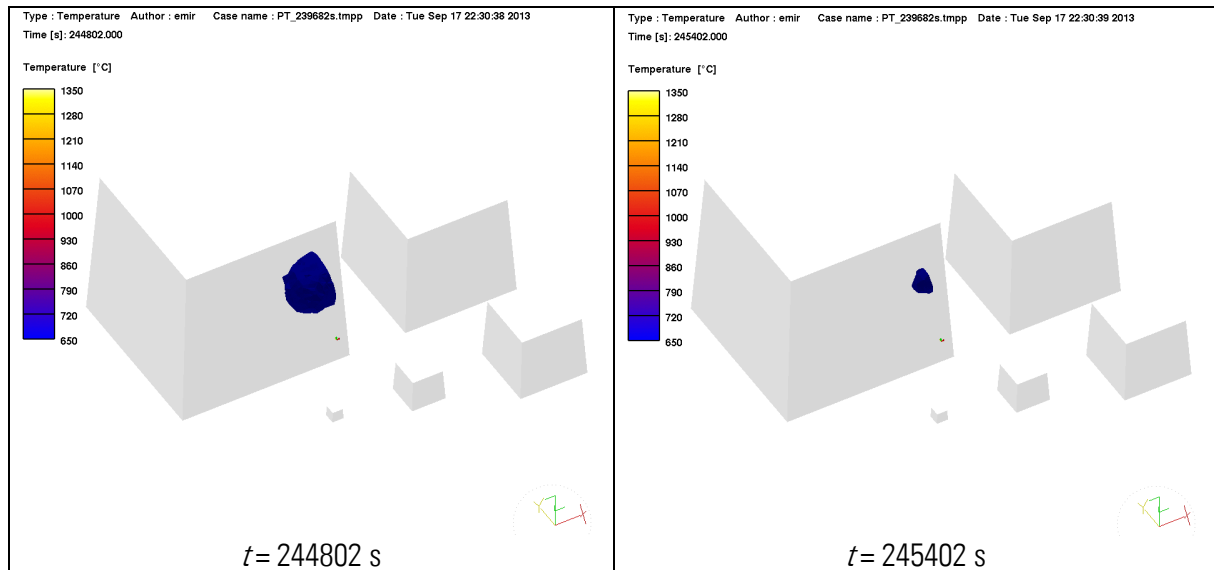 Type : Temperature Author : emir Case name : PT_239682s.tmpp Date : Tue Sep 17 22:30:38 2013
Time [s]: 244802.000
Temperature [°C]
1350
1280
1210
1140
1070
1000
930
860
790
720
650
Y Z X
t = 244802 s
Type : Temperature Author : emir Case name : PT_239682s.tmpp Date : Tue Sep 17 22:30:39 2013
Time [s]: 245402.000
Temperature [°C]
1350
1280
1210
1140
1070
1000
930
860
790
720
650
Y Z X
t = 245402 s